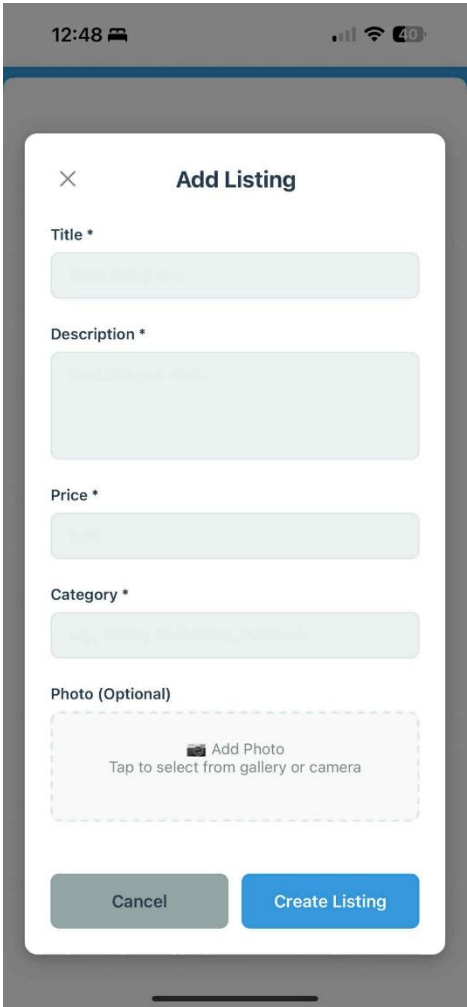 12:48
40
Add Listing
Title *
Description *
Price *
Category *
Photo (Optional)
Add Photo
Tap to select from gallery or camera
Cancel
Create Listing